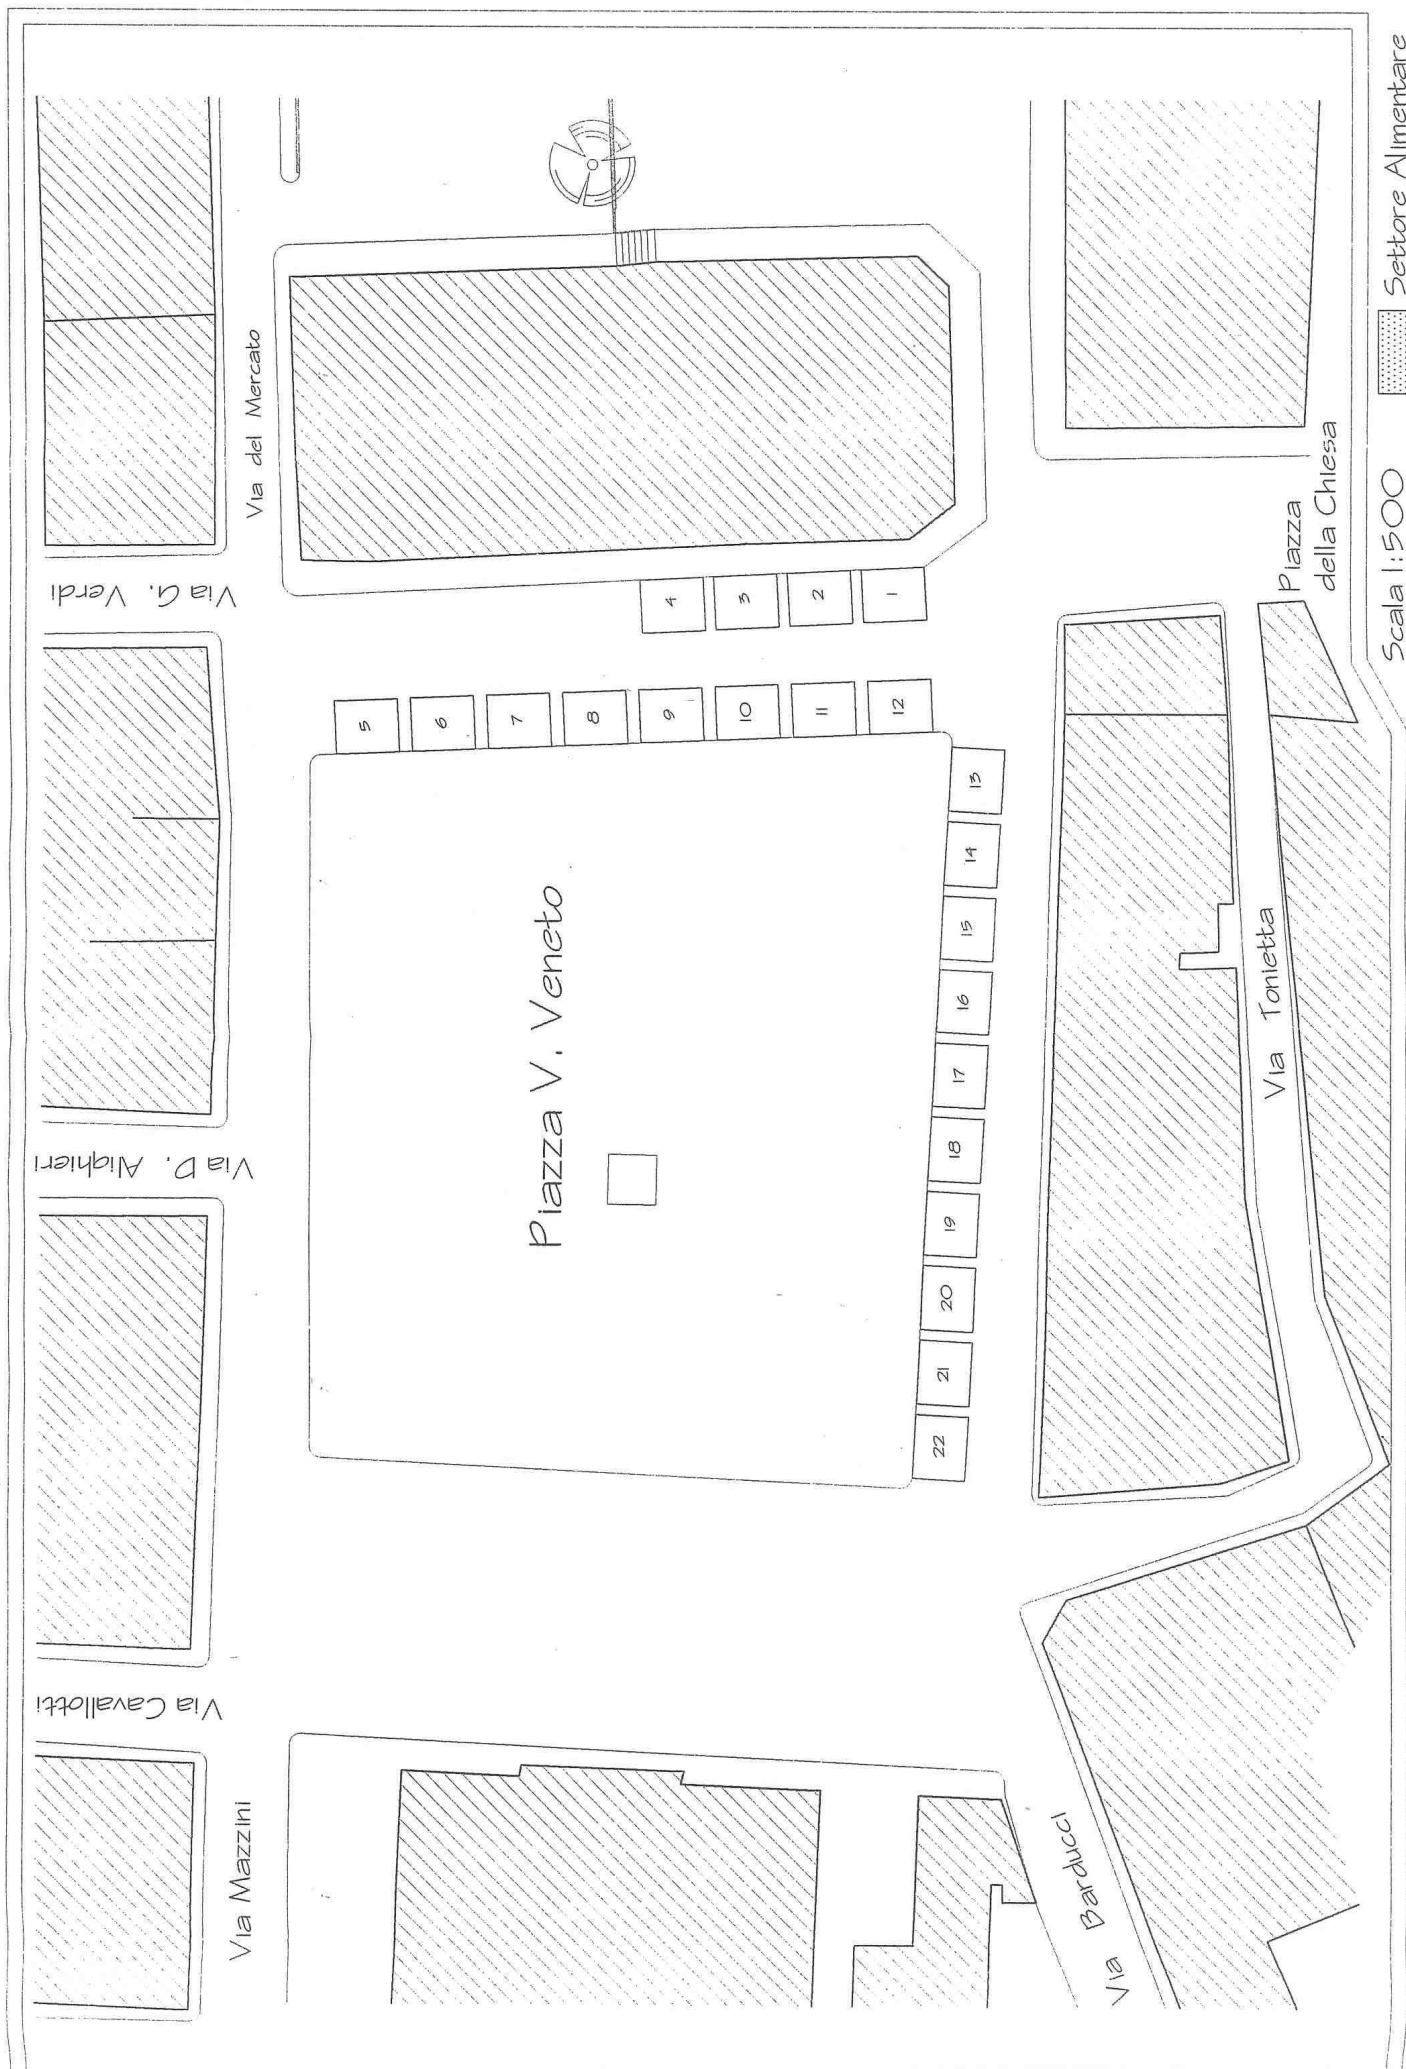 Via Cavallotti
Via D. Alighieri
Via G. Verdi
Via Mazzini
Via del Mercato
Piazza V. Veneto
5
6
7
8
9
10
11
12
4
3
2
1
22
21
20
19
18
17
16
15
14
13
Via Barducci
Via Tonietta
Piazza
della Chiesa
Scala 1:500
Settore Alimentare